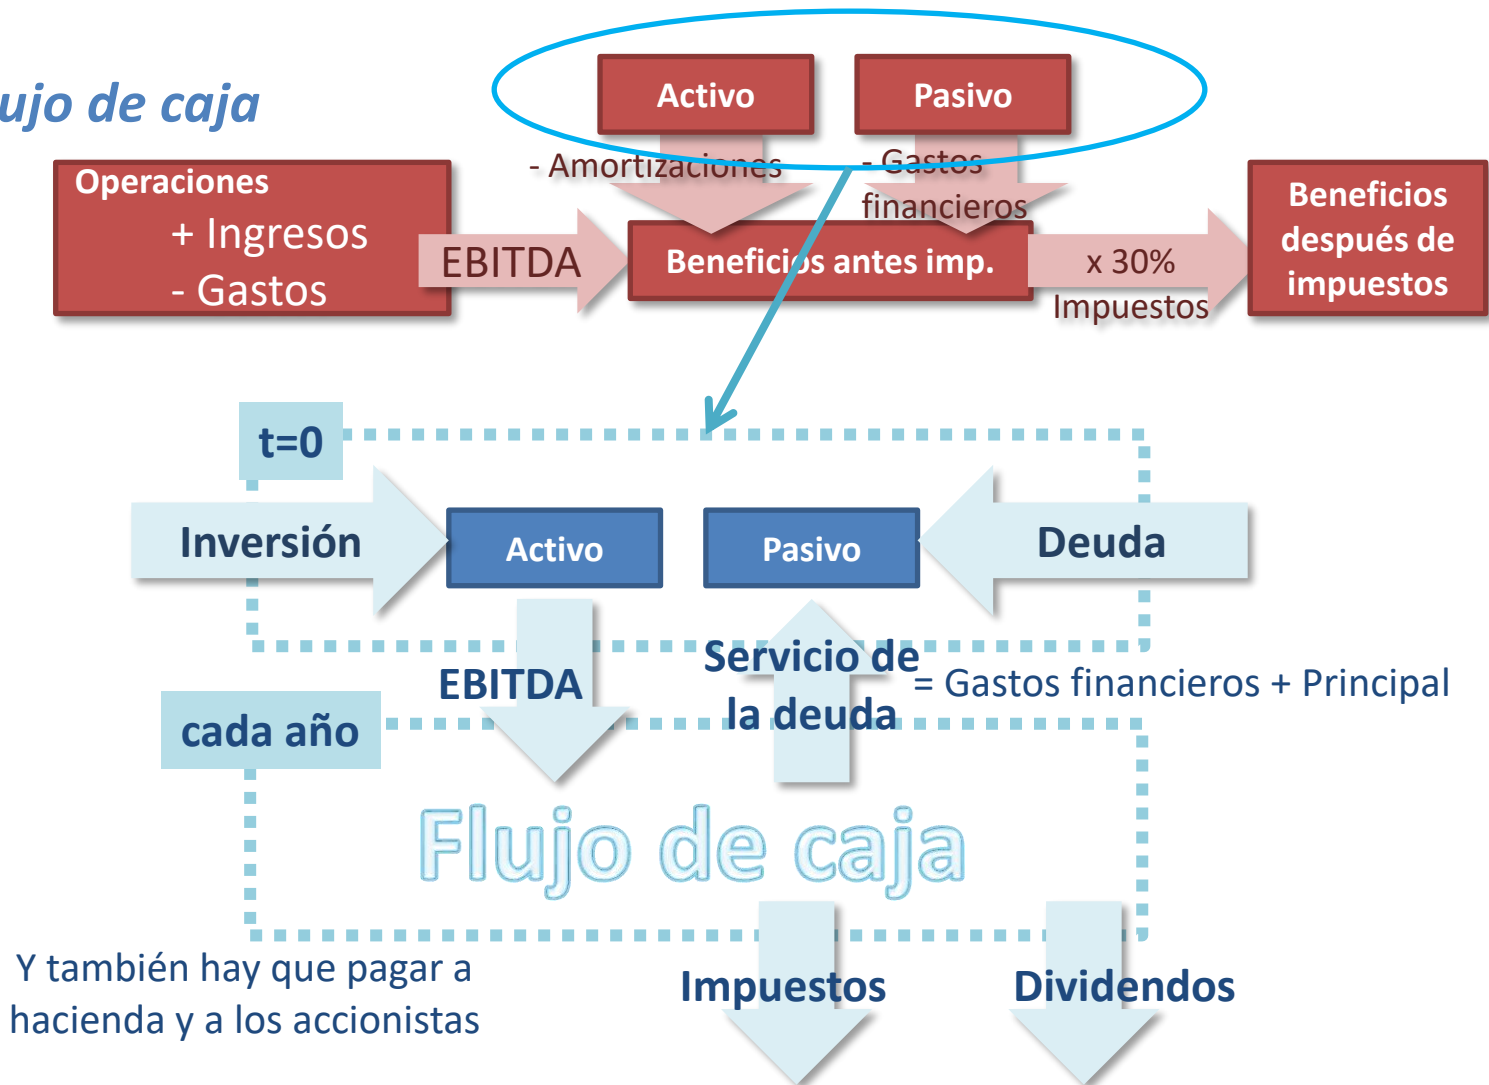 ujo de caja
Activo
Pasivo
- Amortizaciones
- Gastos
financieros
Operaciones
+ Ingresos
- Gastos
EBITDA
Beneficios antes imp.
x 30%
Impuestos
Beneficios
después de
impuestos
t=0
Inversión
Activo
Pasivo
Deuda
EBITDA
Servicio de
la deuda
= Gastos financieros + Principal
cada año
Flujo de caja
Y también hay que pagar a
hacienda y a los accionistas
Impuestos
Dividendos